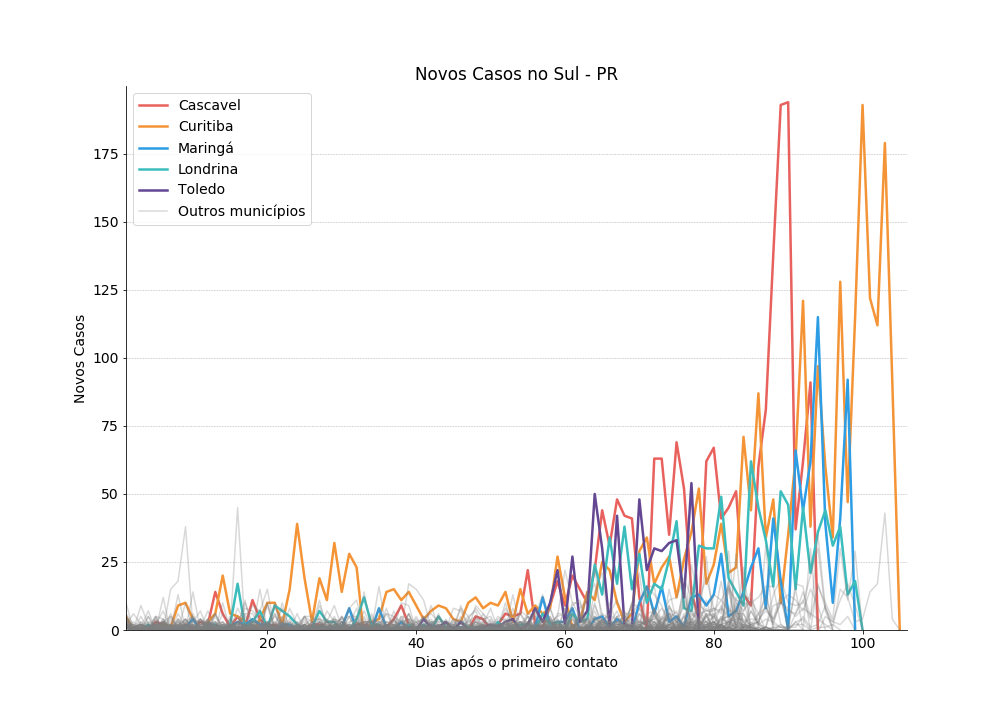 Novos Casos no Sul - PR
Cascavel
Curitiba
Maringá
Londrina
Toledo
Outros municípios
175
150
125
100
75
50
25
0
Novos Casos
20
40
60
80
100
Dias após o primeiro contato